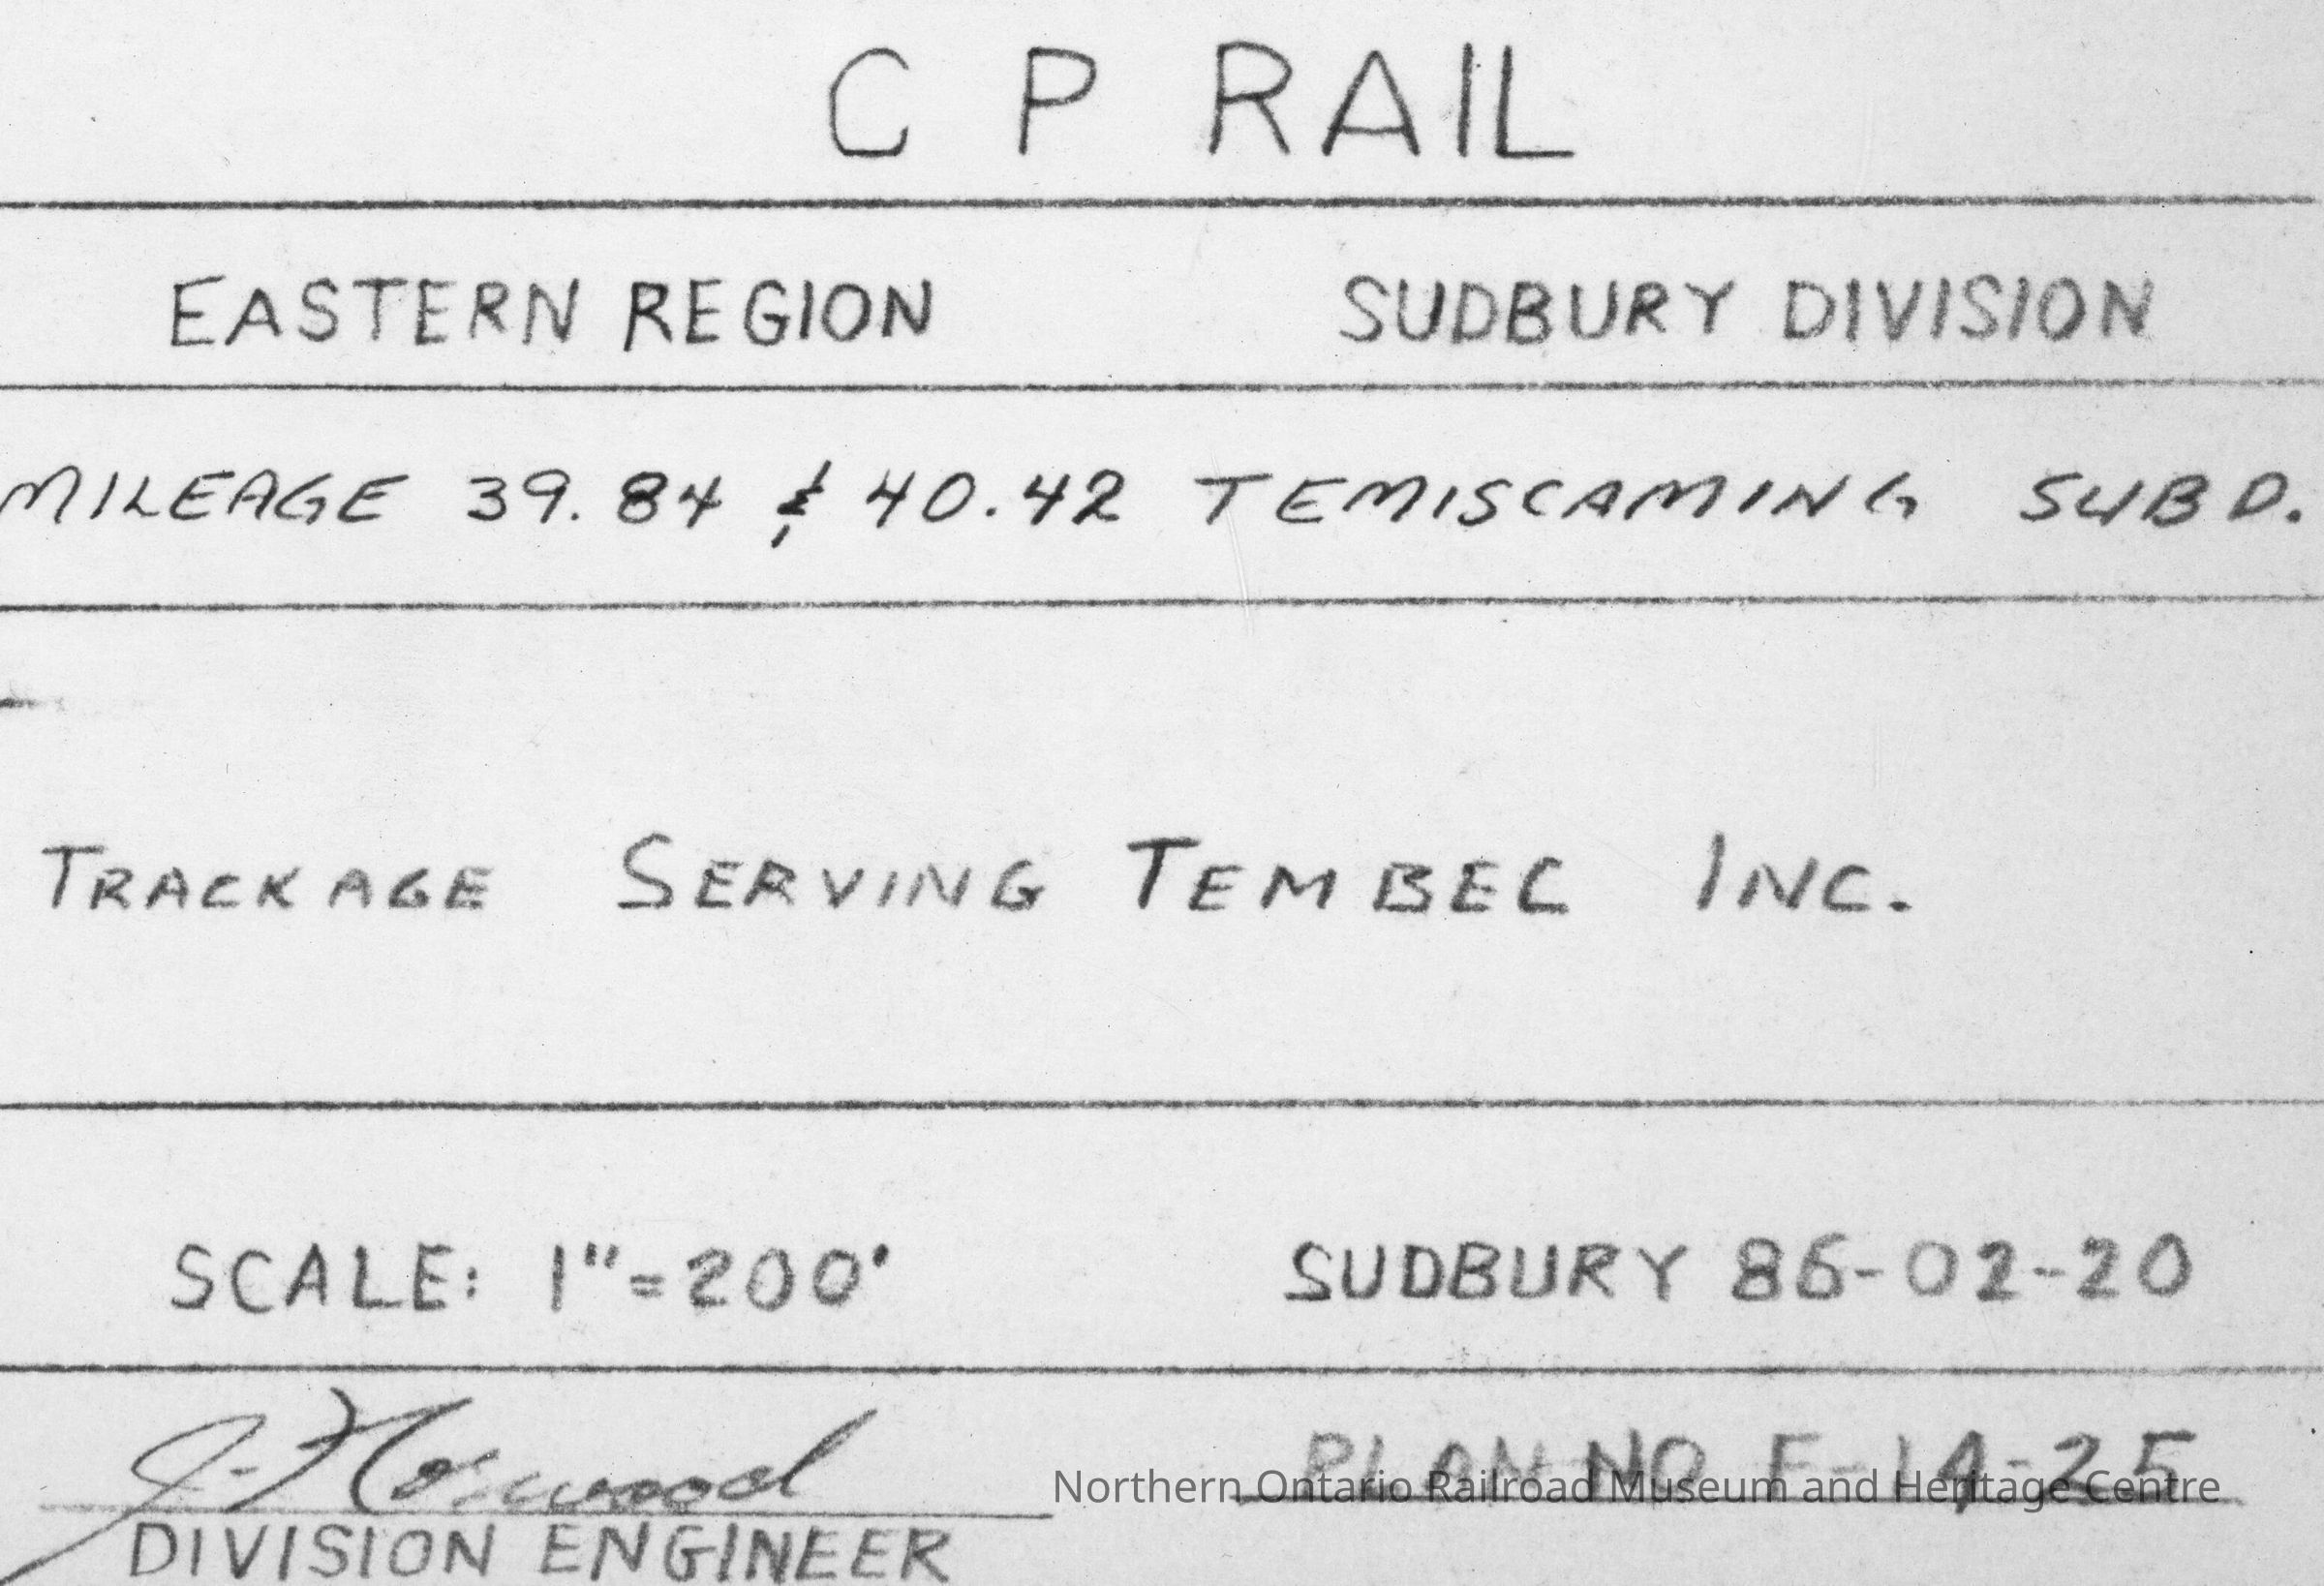 C P RAIL
EASTERN REGION SUDBURY DIVISION
MILEAGE 39.84 & 40.42 TEMISCAMING SUBD.
TRACKAGE SERVING TEMBEC INC.
SCALE: 1"=200' SUDBURY 86-02-20
J. Horwood PLAN NO F-14-25
Northern Ontario Railroad Museum and Heritage Centre
DIVISION ENGINEER